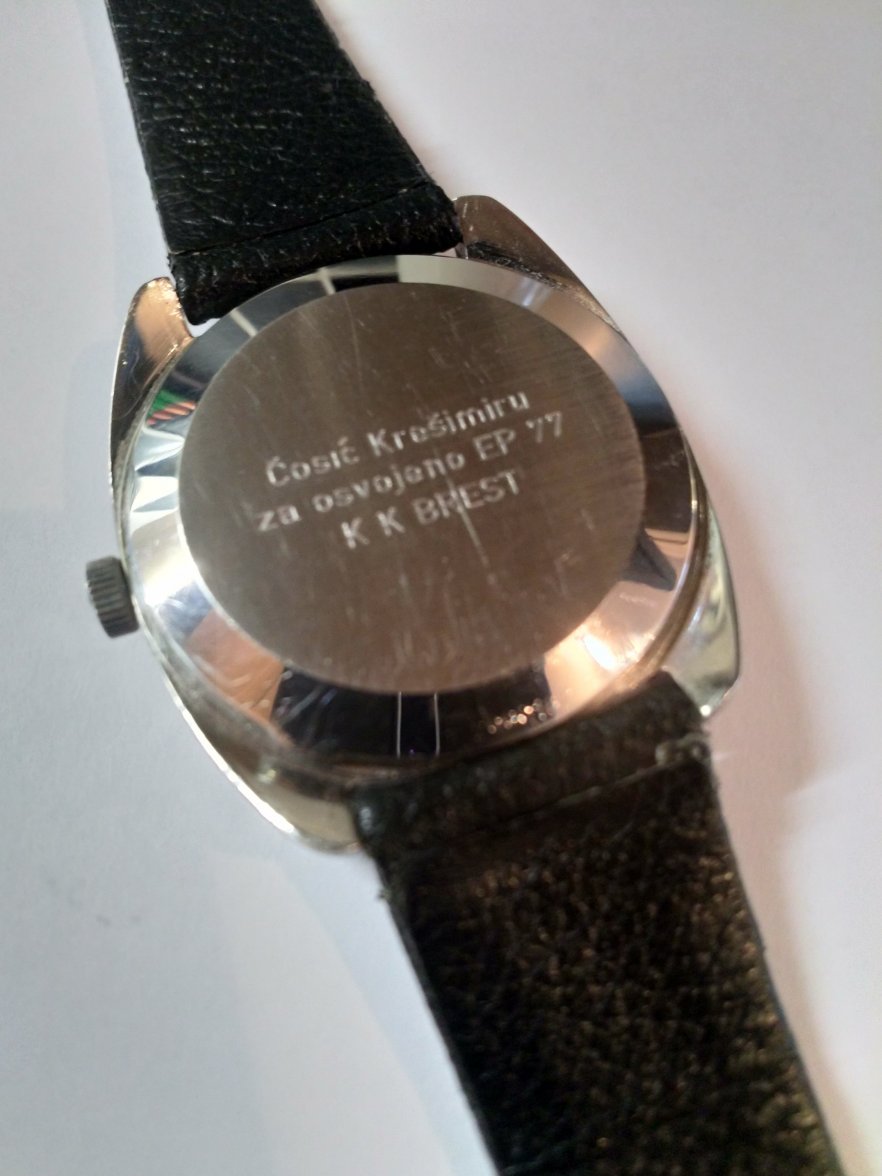 Ćosić Krešimiru
za osvojeno EP 77
K K BREST